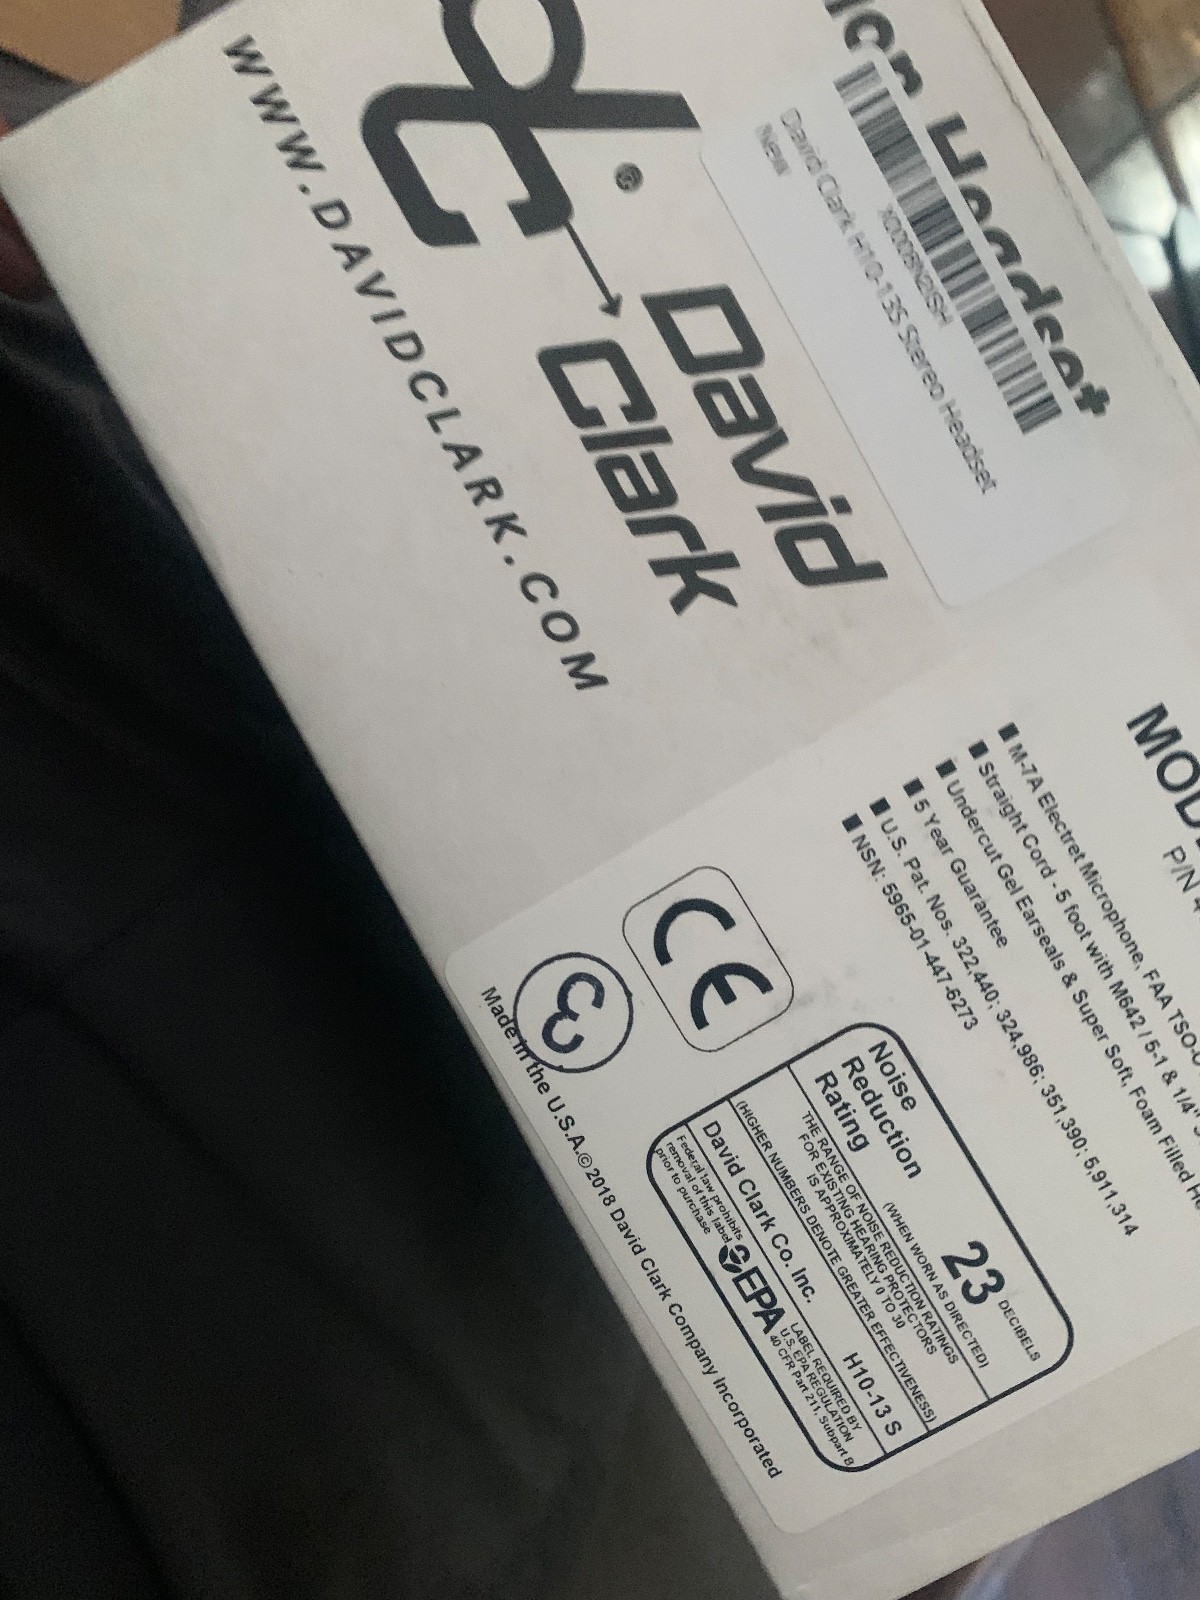 Headset
X0008N2ISH
David Clark H10-13S Stereo Headset
New
David
Clark
WWW.DAVIDCLARK.COM
P/N 4
■ M-7A Electret Microphone, FAA
■ Straight Cord - 5 foot with M642 / 5-1 & 1/4"
■ Undercut Gel Earseals & Super Soft, Foam Filled
■ 5 Year Guarantee
■ U.S. Pat. Nos. 322,440; 324,986; 351,390; 5,911,314
■ NSN: 5965-01-447-6273
CE
Noise
Reduction
Rating
23 DECIBELS
(WHEN WORN AS DIRECTED)
THE RANGE OF NOISE REDUCTION RATINGS
FOR EXISTING HEARING PROTECTORS
IS APPROXIMATELY 0 TO 30
(HIGHER NUMBERS DENOTE GREATER EFFECTIVENESS)
David Clark Co. Inc. H10-13 S
Federal law prohibits
removal of this label
prior to purchase
EPA
LABEL REQUIRED BY
U.S. EPA REGULATION
40 CFR Part 211, Subpart B
Made in the U.S.A.© 2018 David Clark Company Incorporated